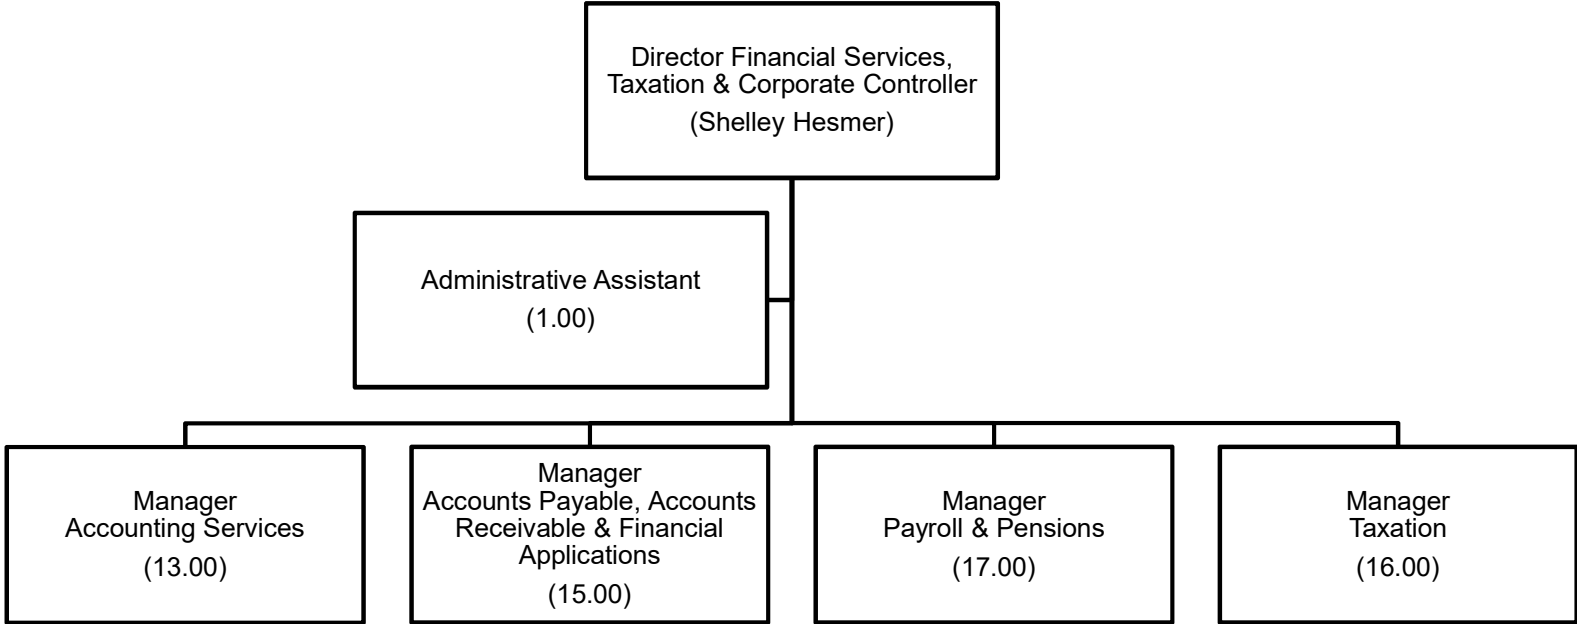 Director Financial Services,
Taxation & Corporate Controller
(Shelley Hesmer)
Administrative Assistant
(1.00)
Manager
Accounting Services
(13.00)
Manager
Accounts Payable, Accounts
Receivable & Financial
Applications
(15.00)
Manager
Payroll & Pensions
(17.00)
Manager
Taxation
(16.00)